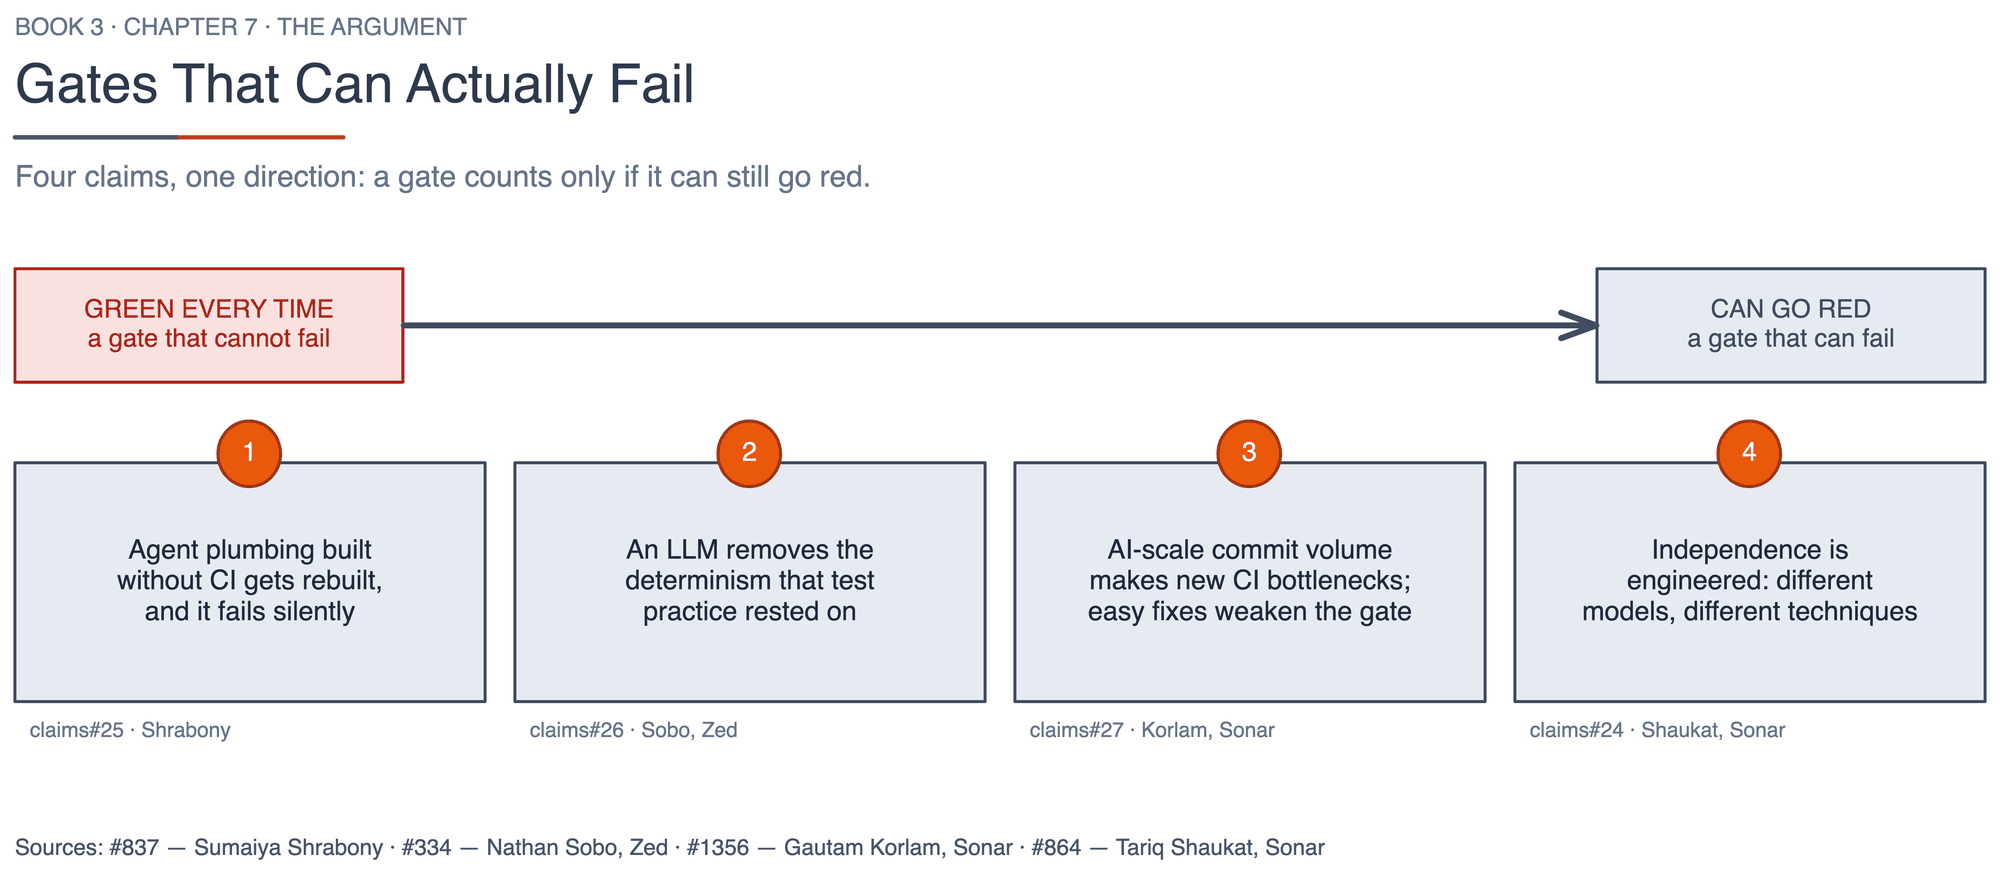 BOOK 3 · CHAPTER 7 · THE ARGUMENT
Gates That Can Actually Fail
Four claims, one direction: a gate counts only if it can still go red.
GREEN EVERY TIME
a gate that cannot fail
CAN GO RED
a gate that can fail
1
Agent plumbing built
without CI gets rebuilt,
and it fails silently
claims#25 · Shrabony
2
An LLM removes the
determinism that test
practice rested on
claims#26 · Sobo, Zed
3
AI-scale commit volume
makes new CI bottlenecks;
easy fixes weaken the gate
claims#27 · Korlam, Sonar
4
Independence is
engineered: different
models, different techniques
claims#24 · Shaukat, Sonar
Sources: #837 — Sumaiya Shrabony · #334 — Nathan Sobo, Zed · #1356 — Gautam Korlam, Sonar · #864 — Tariq Shaukat, Sonar